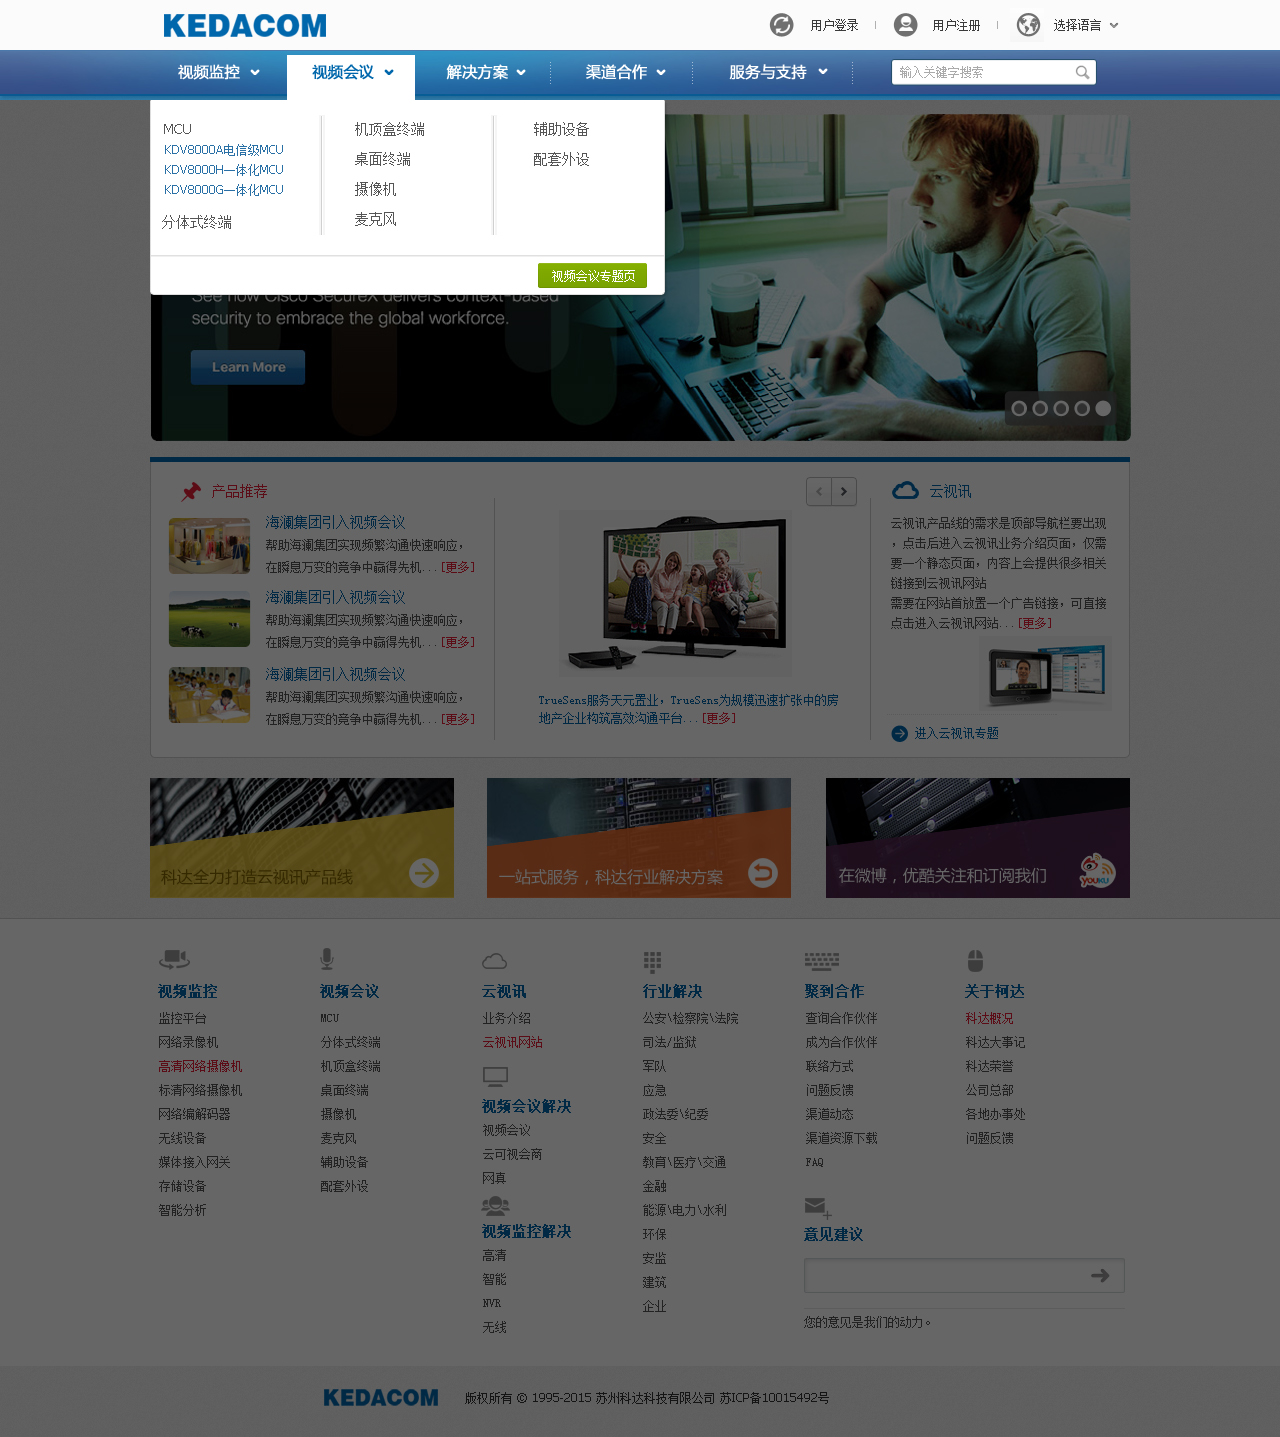 KEDACOM
用户登录
用户注册
选择语言
视频监控
视频会议
解决方案
渠道合作
服务与支持
输入关键字搜索
MCU
KDV8000A电信级MCU
KDV8000H一体化MCU
KDV8000G一体化MCU
分体式终端
机顶盒终端
桌面终端
摄像机
麦克风
辅助设备
配套外设
视频会议专题页
See how Cisco SecureX delivers context-based
security to embrace the global workforce.
Learn More
产品推荐
海澜集团引入视频会议
帮助海澜集团实现频繁沟通快速响应，
在瞬息万变的竞争中赢得先机...[更多]
海澜集团引入视频会议
帮助海澜集团实现频繁沟通快速响应，
在瞬息万变的竞争中赢得先机...[更多]
海澜集团引入视频会议
帮助海澜集团实现频繁沟通快速响应，
在瞬息万变的竞争中赢得先机...[更多]
TrueSens服务天元置业，TrueSens为规模迅速扩张中的房
地产企业构筑高效沟通平台...[更多]
云视讯
云视讯产品线的需求是顶部导航栏要出现
，点击后进入云视讯业务介绍页面，仅需
要一个静态页面，内容上会提供很多相关
链接到云视讯网站
需要在网站首放置一个广告链接，可直接
点击进入云视讯网站...[更多]
进入云视讯专题
科达全力打造云视讯产品线
一站式服务，科达行业解决方案
在微博，优酷关注和订阅我们
YOUKU
视频监控
监控平台
网络录像机
高清网络摄像机
标清网络摄像机
网络编解码器
无线设备
媒体接入网关
存储设备
智能分析
视频会议
MCU
分体式终端
机顶盒终端
桌面终端
摄像机
麦克风
辅助设备
配套外设
云视讯
业务介绍
云视讯网站
视频会议解决
视频会议
云可视会商
网真
视频监控解决
高清
智能
NVR
无线
行业解决
公安\检察院\法院
司法/监狱
军队
应急
政法委\纪委
安全
教育\医疗\交通
金融
能源\电力\水利
环保
安监
建筑
企业
聚到合作
查询合作伙伴
成为合作伙伴
联络方式
问题反馈
渠道动态
渠道资源下载
FAQ
关于柯达
科达概况
科达大事记
科达荣誉
公司总部
各地办事处
问题反馈
意见建议
您的意见是我们的动力。
KEDACOM
版权所有 © 1995-2015 苏州科达科技有限公司 苏ICP备10015492号